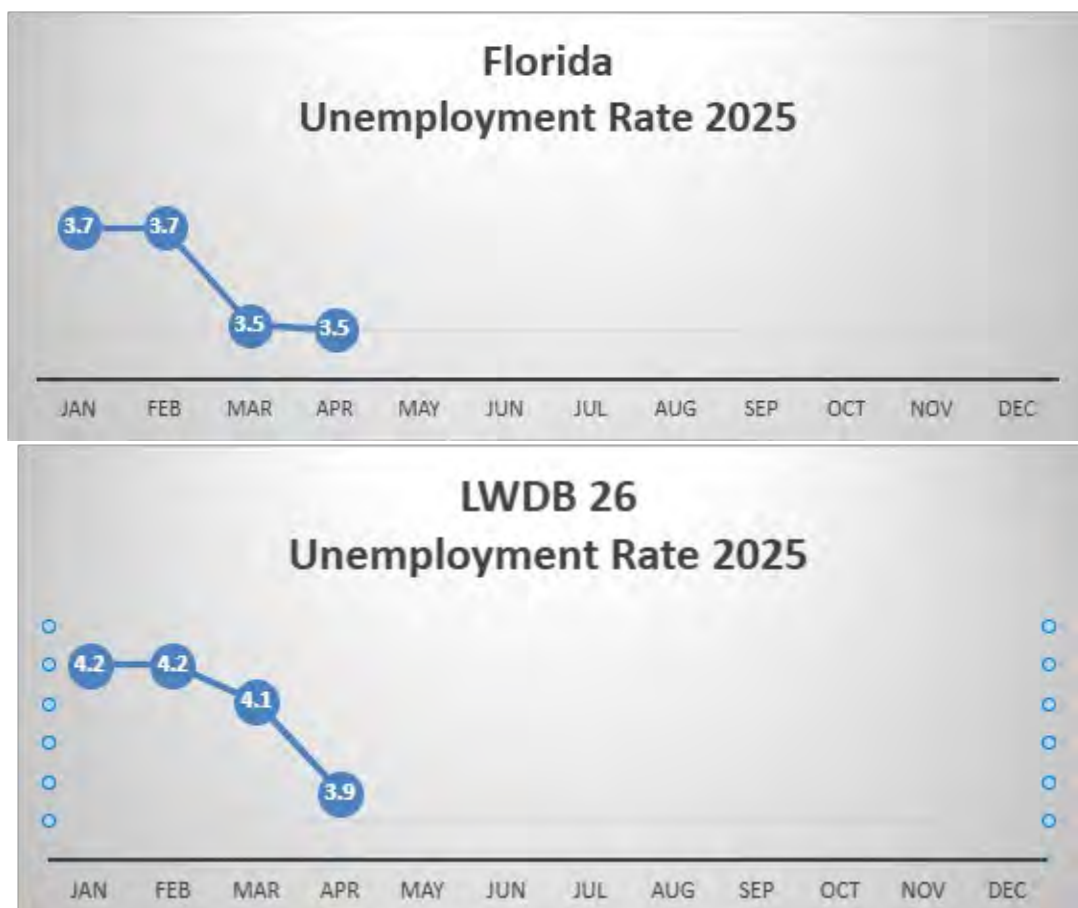 Florida
Unemployment Rate 2025
3.7 3.7
3.5 3.5
JAN FEB MAR APR MAY JUN JUL AUG SEP OCT NOV DEC
LWDB 26
Unemployment Rate 2025
4.2 4.2
4.1
3.9
JAN FEB MAR APR MAY JUN JUL AUG SEP OCT NOV DEC